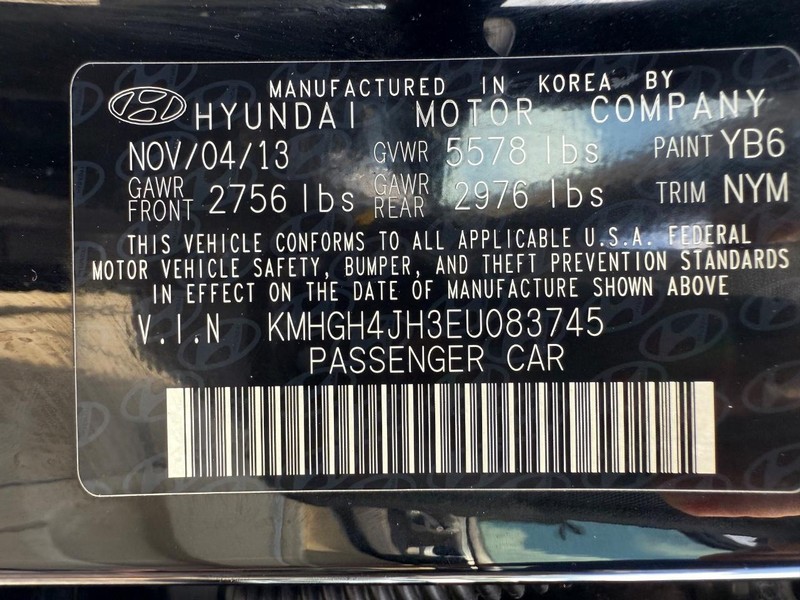 MANUFACTURED IN KOREA BY
HYUNDAI MOTOR COMPANY
NOV/04/13 GVWR 5578 lbs PAINT YB6
GAWR FRONT 2756 lbs GAWR REAR 2976 lbs TRIM NYM
THIS VEHICLE CONFORMS TO ALL APPLICABLE U.S.A. FEDERAL
MOTOR VEHICLE SAFETY, BUMPER, AND THEFT PREVENTION STANDARDS
IN EFFECT ON THE DATE OF MANUFACTURE SHOWN ABOVE
V.I.N KMHGH4JH3EU083745
PASSENGER CAR